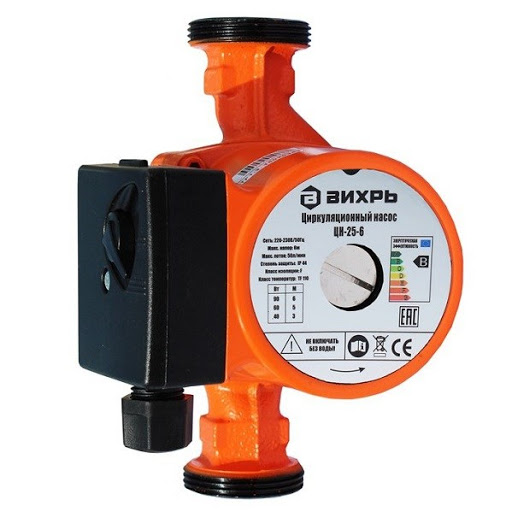 ВИХРЬ
Циркуляционный насос
ЦН-25-6
Сеть: 220-230В/50Гц
Макс. напор: 6м
Макс. поток: 50л/мин
Степень защиты: IP 44
Класс изоляции: F
Класс температур: TF 110
ЭНЕРГЕТИЧЕСКАЯ
ЭФФЕКТИВНОСТЬ
B
Вт М
90 6
60 5
40 3
EAC
НЕ ВКЛЮЧАТЬ
БЕЗ ВОДЫ!
CE